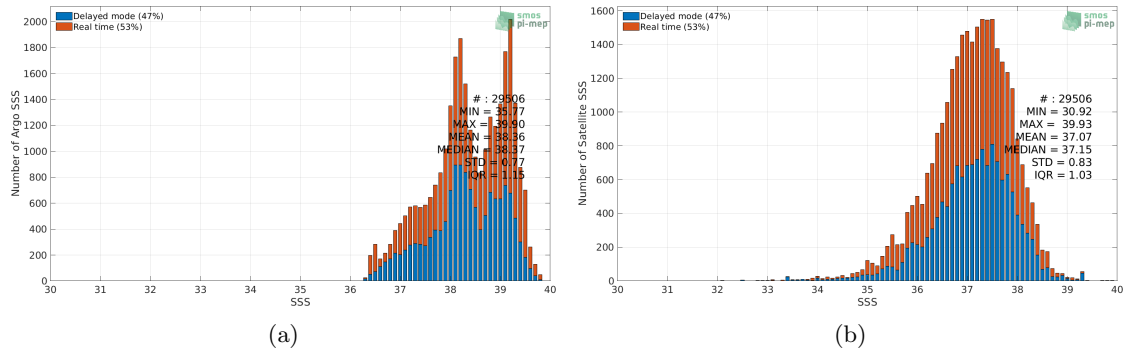 Delayed mode (47%)
Real time (53%)
smos
pi-mep
Number of Argo SSS
2000
1800
1600
1400
1200
1000
800
600
400
200
0
# : 29506
MIN = 35.77
MAX = 39.90
MEAN = 38.36
MEDIAN = 38.37
STD = 0.77
IQR = 1.15
30 31 32 33 34 35 36 37 38 39 40
SSS
(a)
Delayed mode (47%)
Real time (53%)
smos
pi-mep
Number of Satellite SSS
1600
1400
1200
1000
800
600
400
200
0
# : 29506
MIN = 30.92
MAX = 39.93
MEAN = 37.07
MEDIAN = 37.15
STD = 0.83
IQR = 1.03
30 31 32 33 34 35 36 37 38 39 40
SSS
(b)